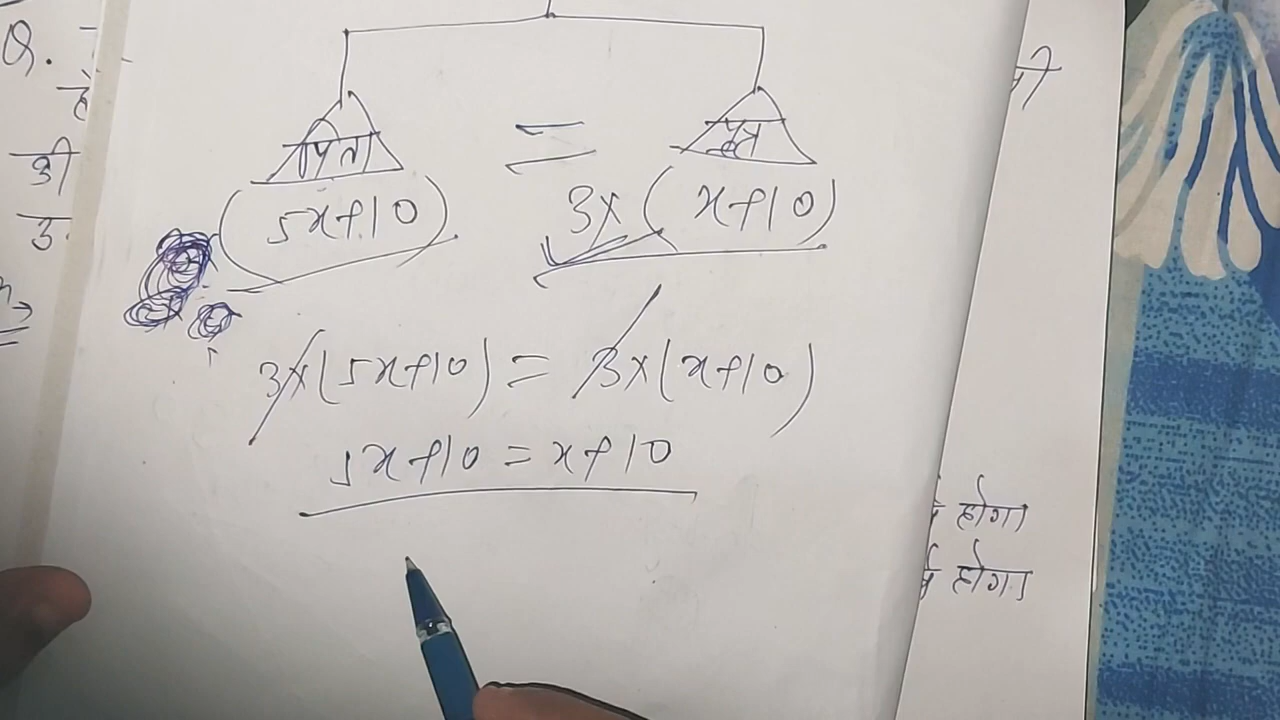 Q.
पिता = पुत्र
(5x+10) 3x (x+10)
3x(5x+10) = 3x(x+10)
5x+10 = x+10
होगा
होगा